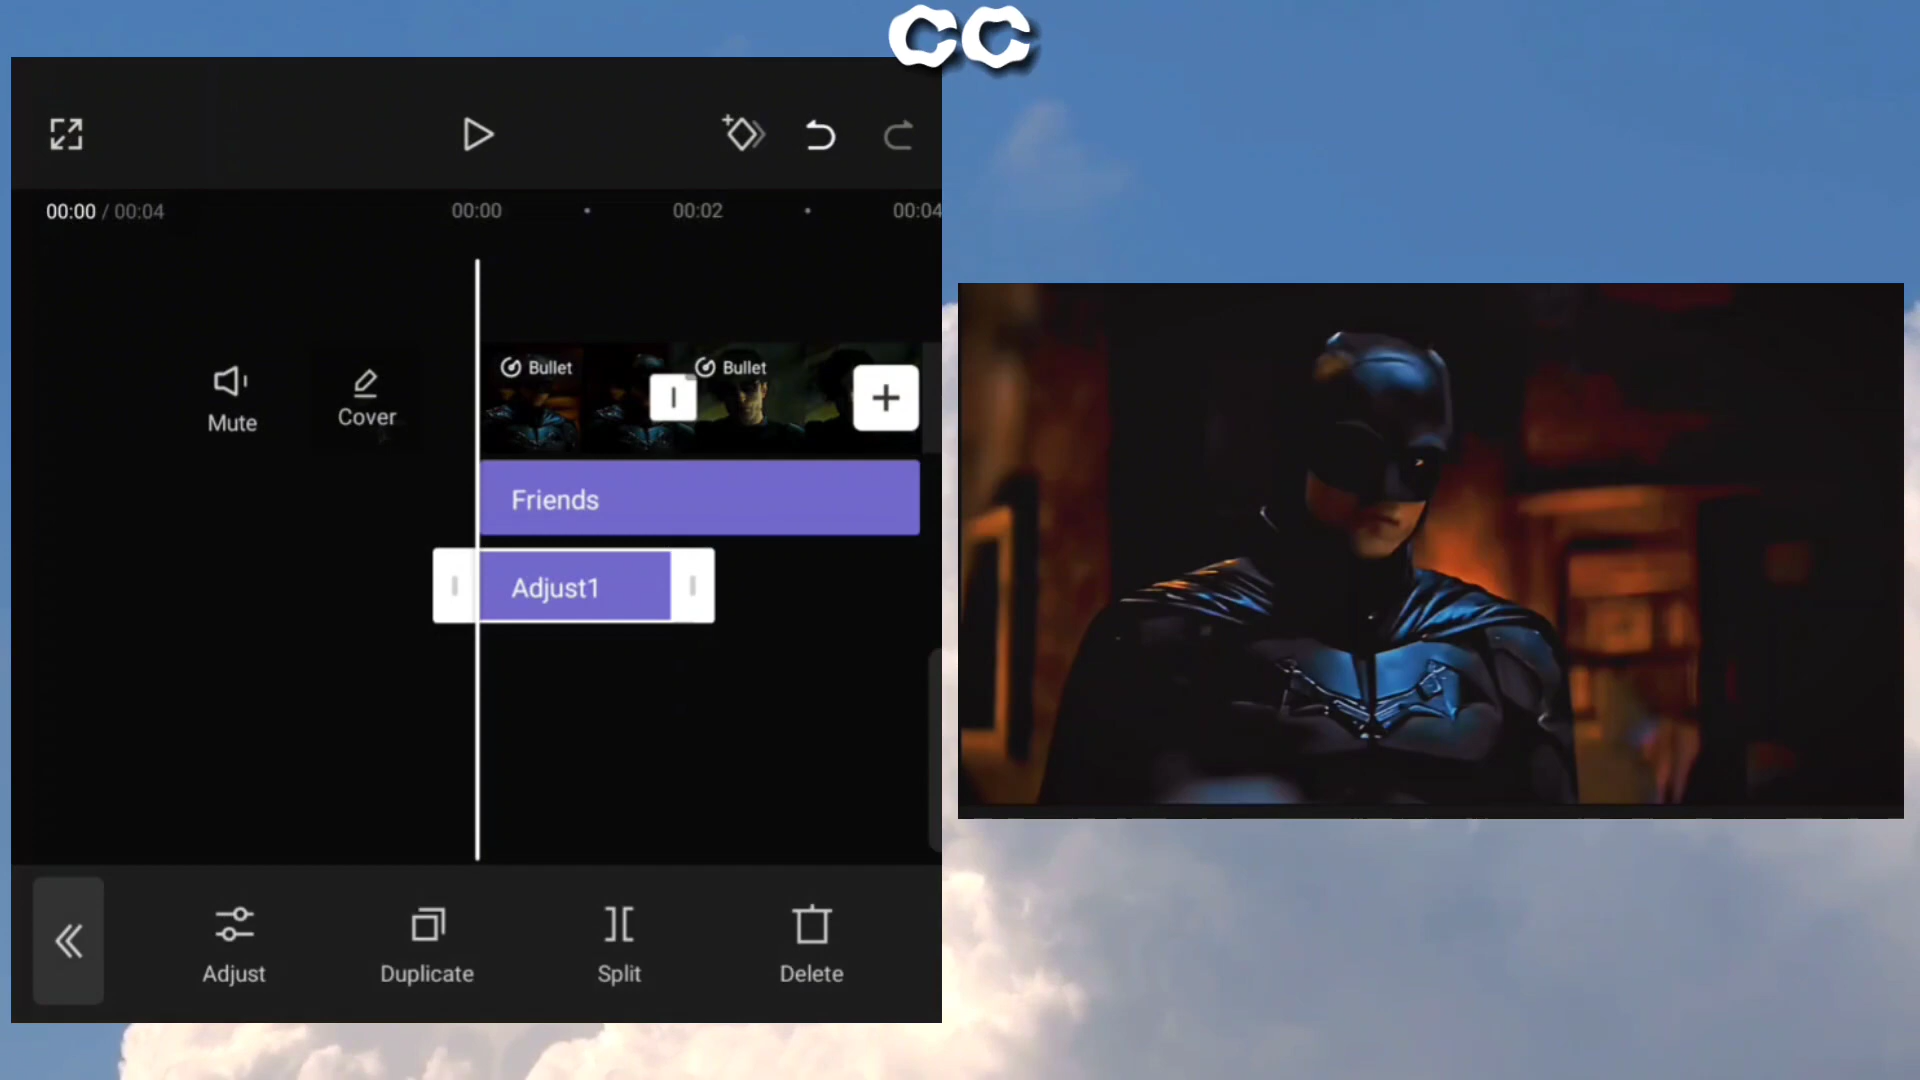 CC
00:00 / 00:04
00:00
00:02
00:04
Mute
Cover
Bullet
Bullet
Friends
Adjust1
Adjust
Duplicate
Split
Delete